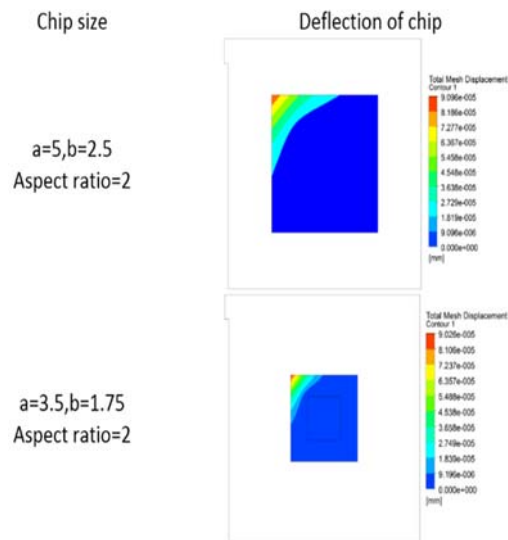 Chip size
Deflection of chip
a=5,b=2.5
Aspect ratio=2
Total Mesh Displacement
Contour 1
9.096e-005
8.186e-005
7.277e-005
6.367e-005
5.458e-005
4.548e-005
3.638e-005
2.729e-005
1.819e-005
9.096e-006
0.000e+000
[mm]
a=3.5,b=1.75
Aspect ratio=2
Total Mesh Displacement
Contour 1
9.026e-005
8.106e-005
7.237e-005
6.357e-005
5.488e-005
4.538e-005
3.658e-005
2.749e-005
1.839e-005
9.196e-006
0.000e+000
[mm]